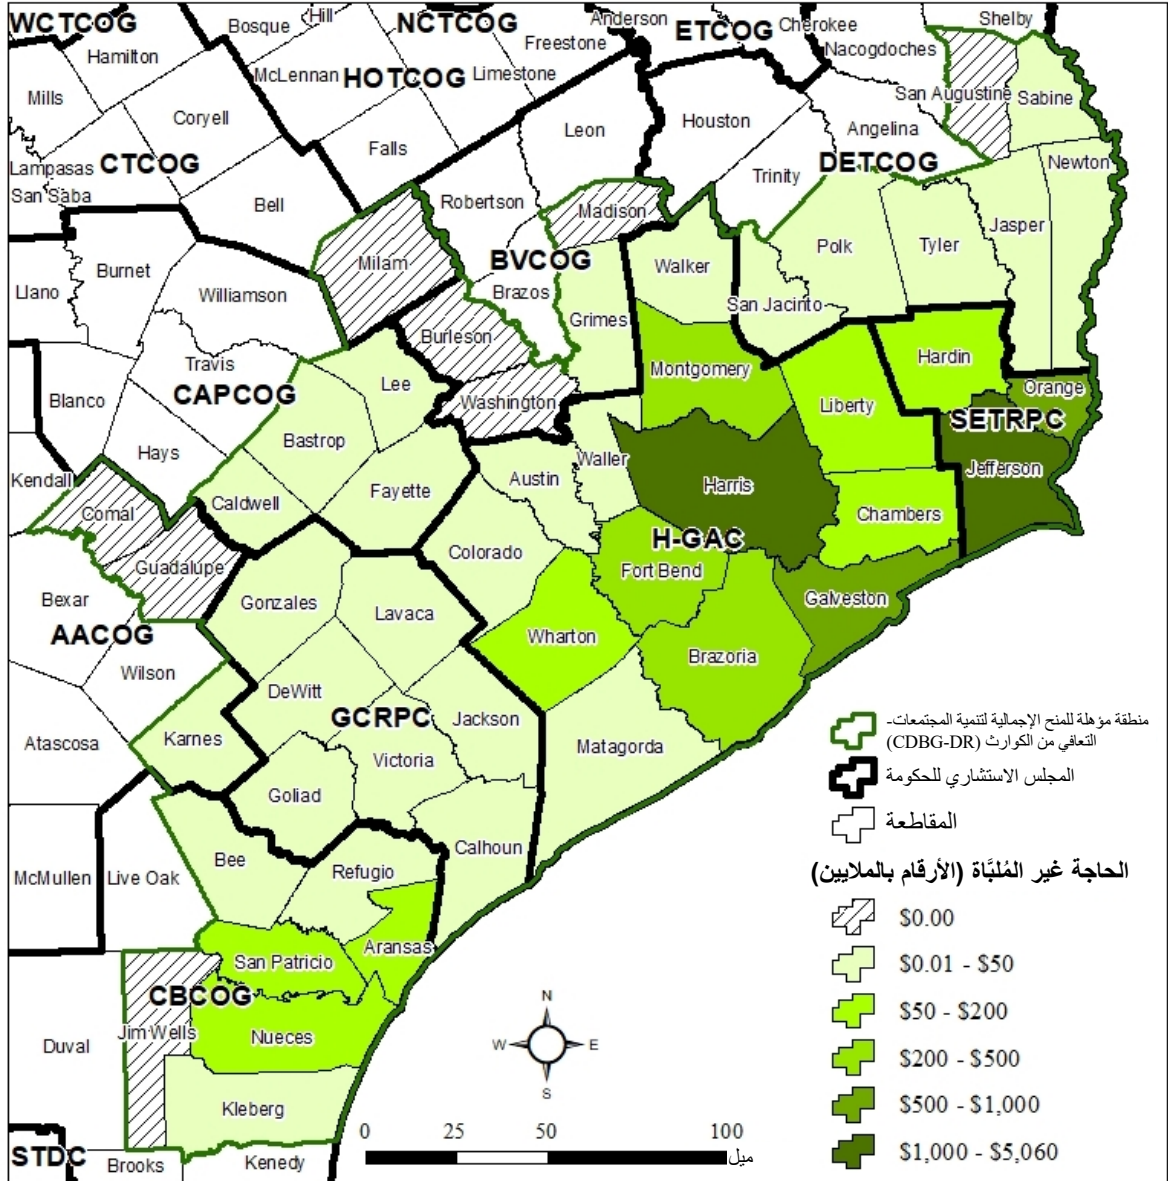 WCTCOG
Hill
Bosque
NCTCOG
Anderson
ETCOG
Cherokee
Shelby
Hamilton
Freestone
Nacogdoches
McLennan
HOTCOG
Limestone
Mills
San Augustine
Sabine
Coryell
Leon
Houston
Angelina
Falls
Lampasas
CTCOG
DETCOG
Newton
San Saba
Bell
Robertson
Trinity
Madison
Jasper
Polk
Tyler
Milam
BVCOG
Walker
Burnet
Llano
Williamson
Brazos
San Jacinto
Grimes
Burleson
Hardin
Travis
Montgomery
Lee
Orange
CAPCOG
Blanco
Washington
Liberty
SETRPC
Bastrop
Hays
Waller
Jefferson
Kendall
Austin
Harris
Fayette
Caldwell
Comal
Chambers
H-GAC
Colorado
Guadalupe
Fort Bend
Bexar
Gonzales
Lavaca
Galveston
AACOG
Wharton
Brazoria
Wilson
DeWitt
GCRPC
Jackson
Karnes
Atascosa
Matagorda
Victoria
Goliad
Calhoun
Bee
Refugio
McMullen
Live Oak
Aransas
San Patricio
CBCOG
Jim Wells
Nueces
Duval
Kleberg
STDC
Brooks
Kenedy
منطقة مؤهلة للمنح الإجمالية لتنمية المجتمعات-
التعافي من الكوارث (CDBG-DR)
المجلس الاستشاري للحكومة
المقاطعة
الحاجة غير المُلبَّاة (الأرقام بالملايين)
$0.00
$0.01 - $50
$50 - $200
$200 - $500
$500 - $1,000
$1,000 - $5,060
N
W E
S
0 25 50 100
ميل